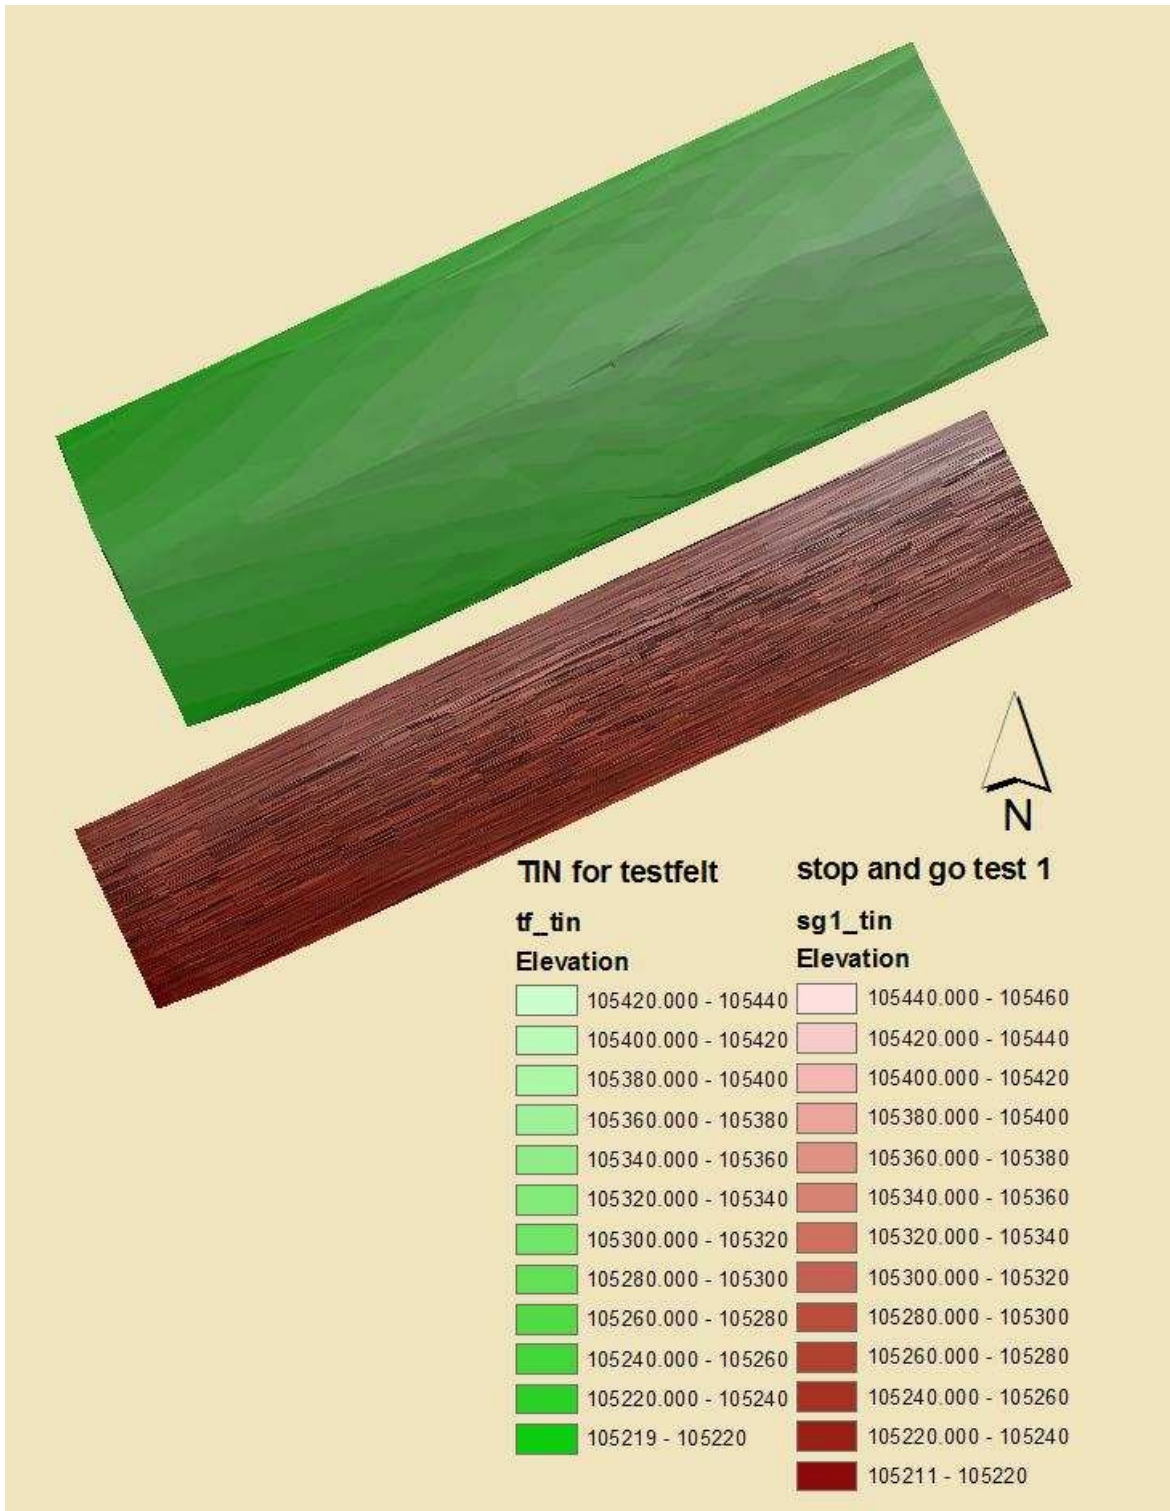 N
TIN for testfelt
tf_tin
Elevation
105420.000 - 105440
105400.000 - 105420
105380.000 - 105400
105360.000 - 105380
105340.000 - 105360
105320.000 - 105340
105300.000 - 105320
105280.000 - 105300
105260.000 - 105280
105240.000 - 105260
105220.000 - 105240
105219 - 105220
stop and go test 1
sg1_tin
Elevation
105440.000 - 105460
105420.000 - 105440
105400.000 - 105420
105380.000 - 105400
105360.000 - 105380
105340.000 - 105360
105320.000 - 105340
105300.000 - 105320
105280.000 - 105300
105260.000 - 105280
105240.000 - 105260
105220.000 - 105240
105211 - 105220